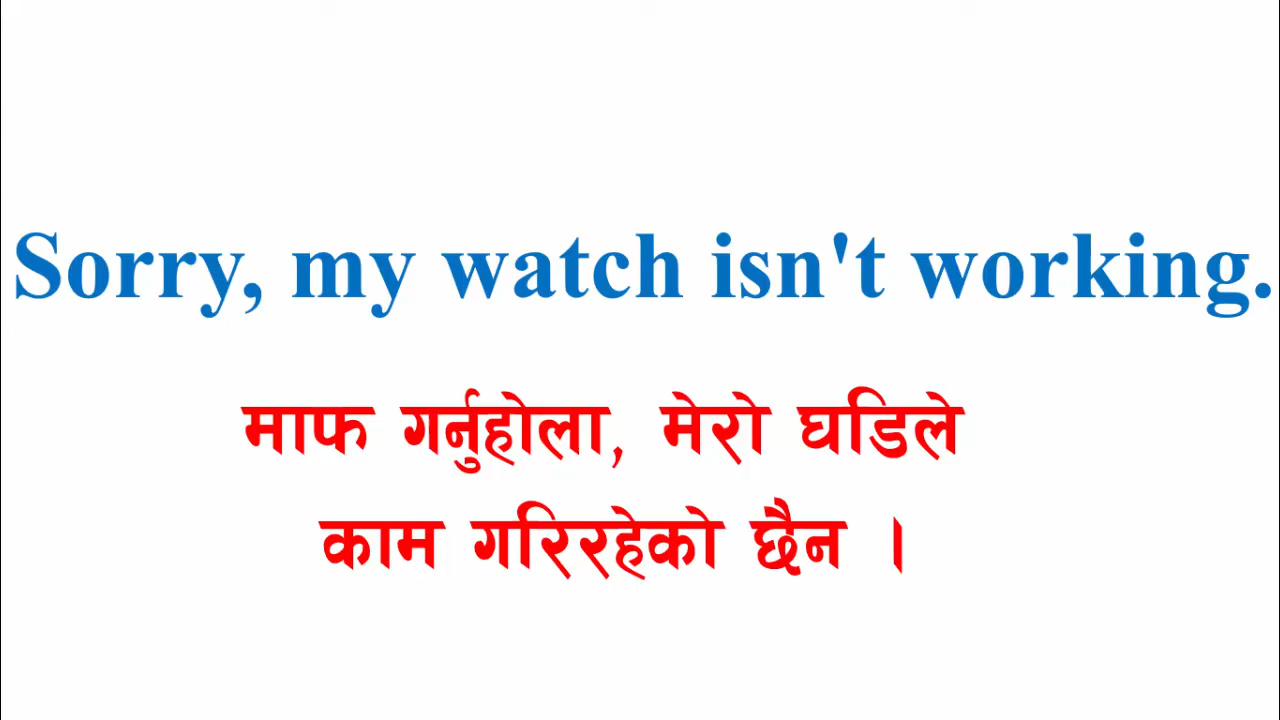 Sorry, my watch isn't working.
माफ गर्नुहोला, मेरो घडिले
काम गरिरहेको छैन ।